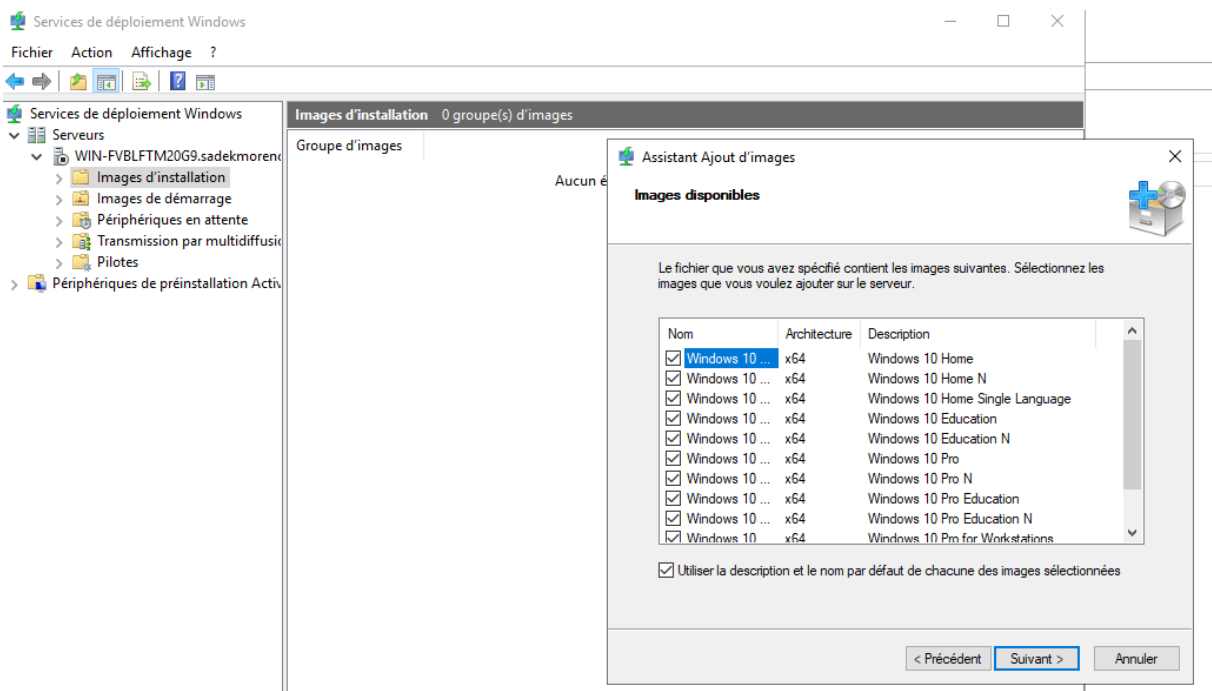 Services de déploiement Windows
Fichier Action Affichage ?
Services de déploiement Windows
Serveurs
WIN-FVBLFTM20G9.sadekmoreno
Images d'installation
Images de démarrage
Périphériques en attente
Transmission par multidiffusio
Pilotes
Périphériques de préinstallation Activ
Images d'installation 0 groupe(s) d'images
Groupe d'images
Aucun é
Assistant Ajout d'images
Images disponibles
Le fichier que vous avez spécifié contient les images suivantes. Sélectionnez les
images que vous voulez ajouter sur le serveur.
Nom Architecture Description
Windows 10 ... x64 Windows 10 Home
Windows 10 ... x64 Windows 10 Home N
Windows 10 ... x64 Windows 10 Home Single Language
Windows 10 ... x64 Windows 10 Education
Windows 10 ... x64 Windows 10 Education N
Windows 10 ... x64 Windows 10 Pro
Windows 10 ... x64 Windows 10 Pro N
Windows 10 ... x64 Windows 10 Pro Education
Windows 10 ... x64 Windows 10 Pro Education N
Windows 10 x64 Windows 10 Pro for Workstations
Utiliser la description et le nom par défaut de chacune des images sélectionnées
< Précédent Suivant > Annuler